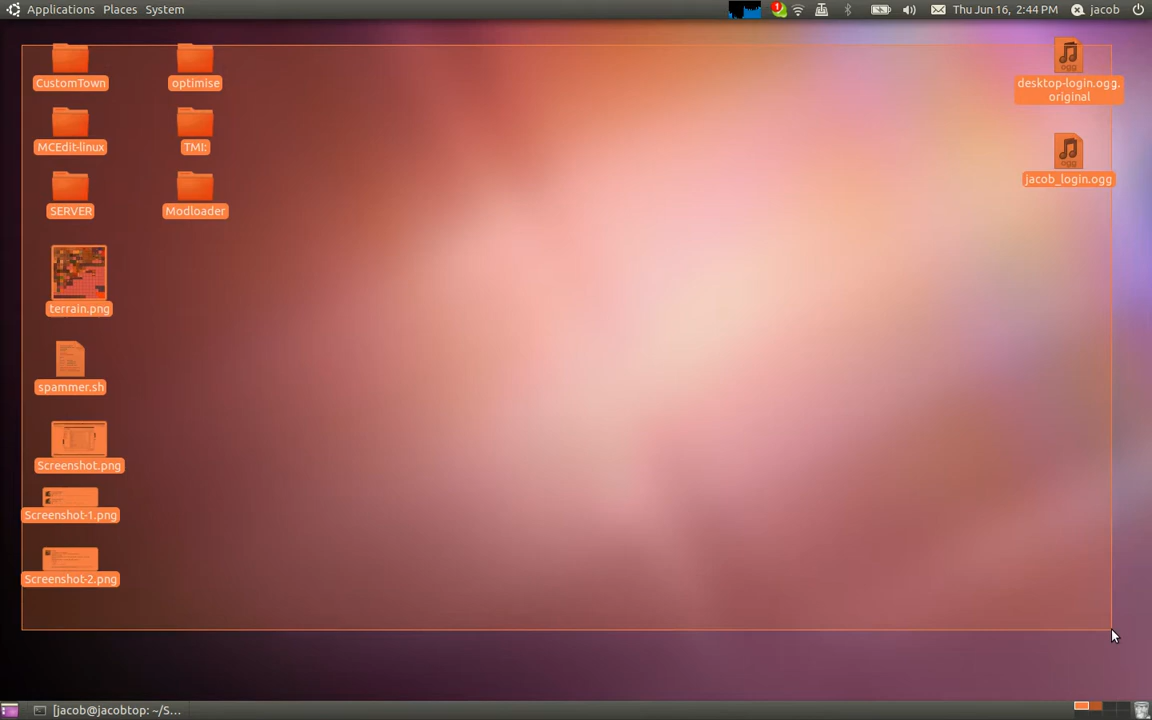 Applications Places System
1
Thu Jun 16, 2:44 PM
jacob
CustomTown
optimise
desktop-login.ogg.
original
MCEdit-linux
TMI:
jacob_login.ogg
SERVER
Modloader
terrain.png
spammer.sh
Screenshot.png
Screenshot-1.png
Screenshot-2.png
[jacob@jacobtop: ~/S...